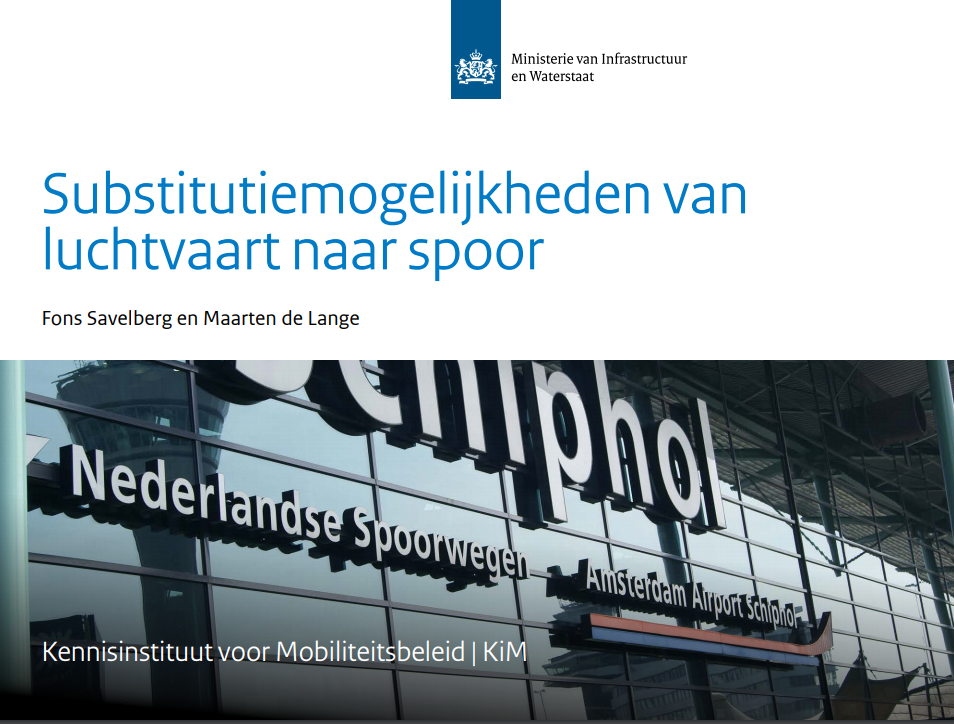 Ministerie van Infrastructuur
en Waterstaat
Substitutiemogelijkheden van
luchtvaart naar spoor
Fons Savelberg en Maarten de Lange
Schiphol
Nederlandse Spoorwegen
Amsterdam Airport Schiphol
Kennisinstituut voor Mobiliteitsbeleid | KiM